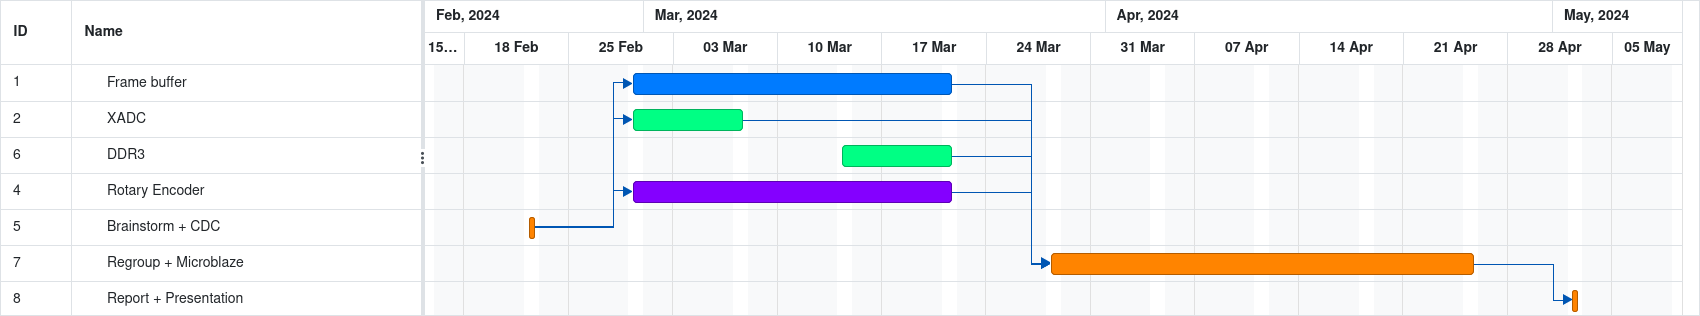 ID Name Feb, 2024 Mar, 2024 Apr, 2024 May, 2024
15... 18 Feb 25 Feb 03 Mar 10 Mar 17 Mar 24 Mar 31 Mar 07 Apr 14 Apr 21 Apr 28 Apr 05 May
1 Frame buffer
2 XADC
6 DDR3
4 Rotary Encoder
5 Brainstorm + CDC
7 Regroup + Microblaze
8 Report + Presentation